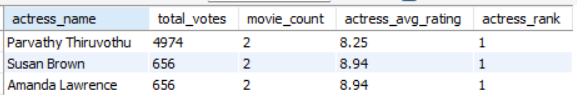 actress_name total_votes movie_count actress_avg_rating actress_rank
Parvathy Thiruvothu 4974 2 8.25 1
Susan Brown 656 2 8.94 1
Amanda Lawrence 656 2 8.94 1